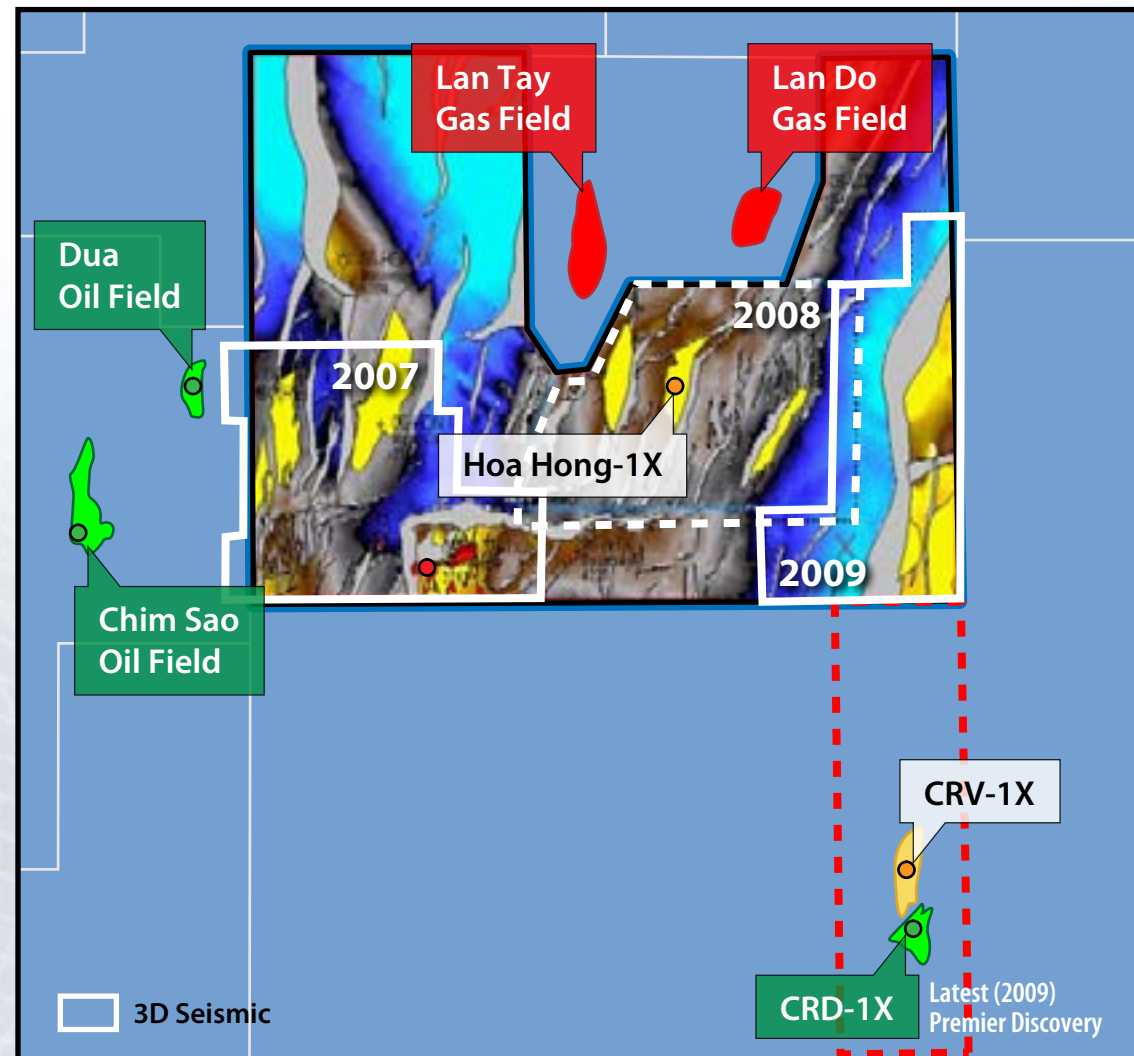 Lan Tay
Gas Field
Lan Do
Gas Field
Dua
Oil Field
2008
2007
Hoa Hong-1X
2009
Chim Sao
Oil Field
CRV-1X
CRD-1X
Latest (2009)
Premier Discovery
3D Seismic